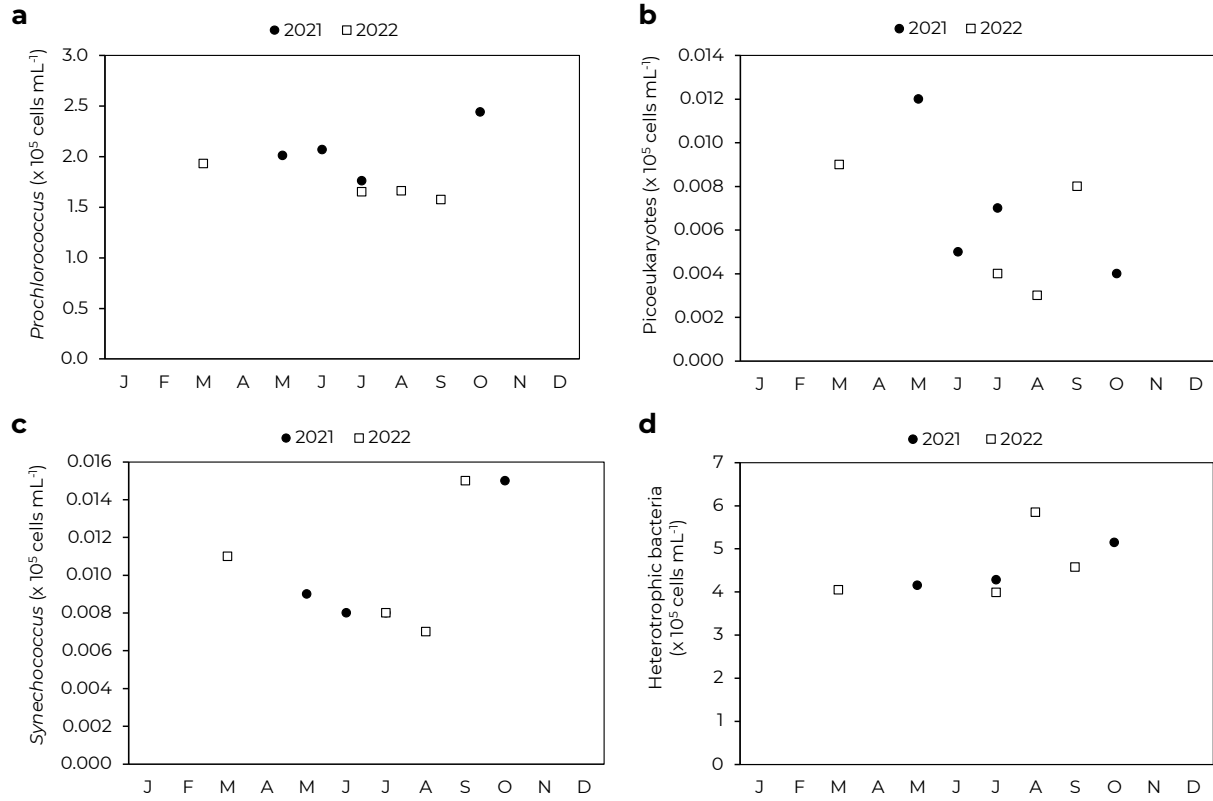 a
● 2021 □ 2022
Prochlorococcus (x 10⁵ cells mL⁻¹)
3.0
2.5
2.0
1.5
1.0
0.5
0.0
J F M A M J J A S O N D
b
● 2021 □ 2022
Picoeukaryotes (x 10⁵ cells mL⁻¹)
0.014
0.012
0.010
0.008
0.006
0.004
0.002
0.000
J F M A M J J A S O N D
c
● 2021 □ 2022
Synechococcus (x 10⁵ cells mL⁻¹)
0.016
0.014
0.012
0.010
0.008
0.006
0.004
0.002
0.000
J F M A M J J A S O N D
d
● 2021 □ 2022
Heterotrophic bacteria
(x 10⁵ cells mL⁻¹)
7
6
5
4
3
2
1
0
J F M A M J J A S O N D